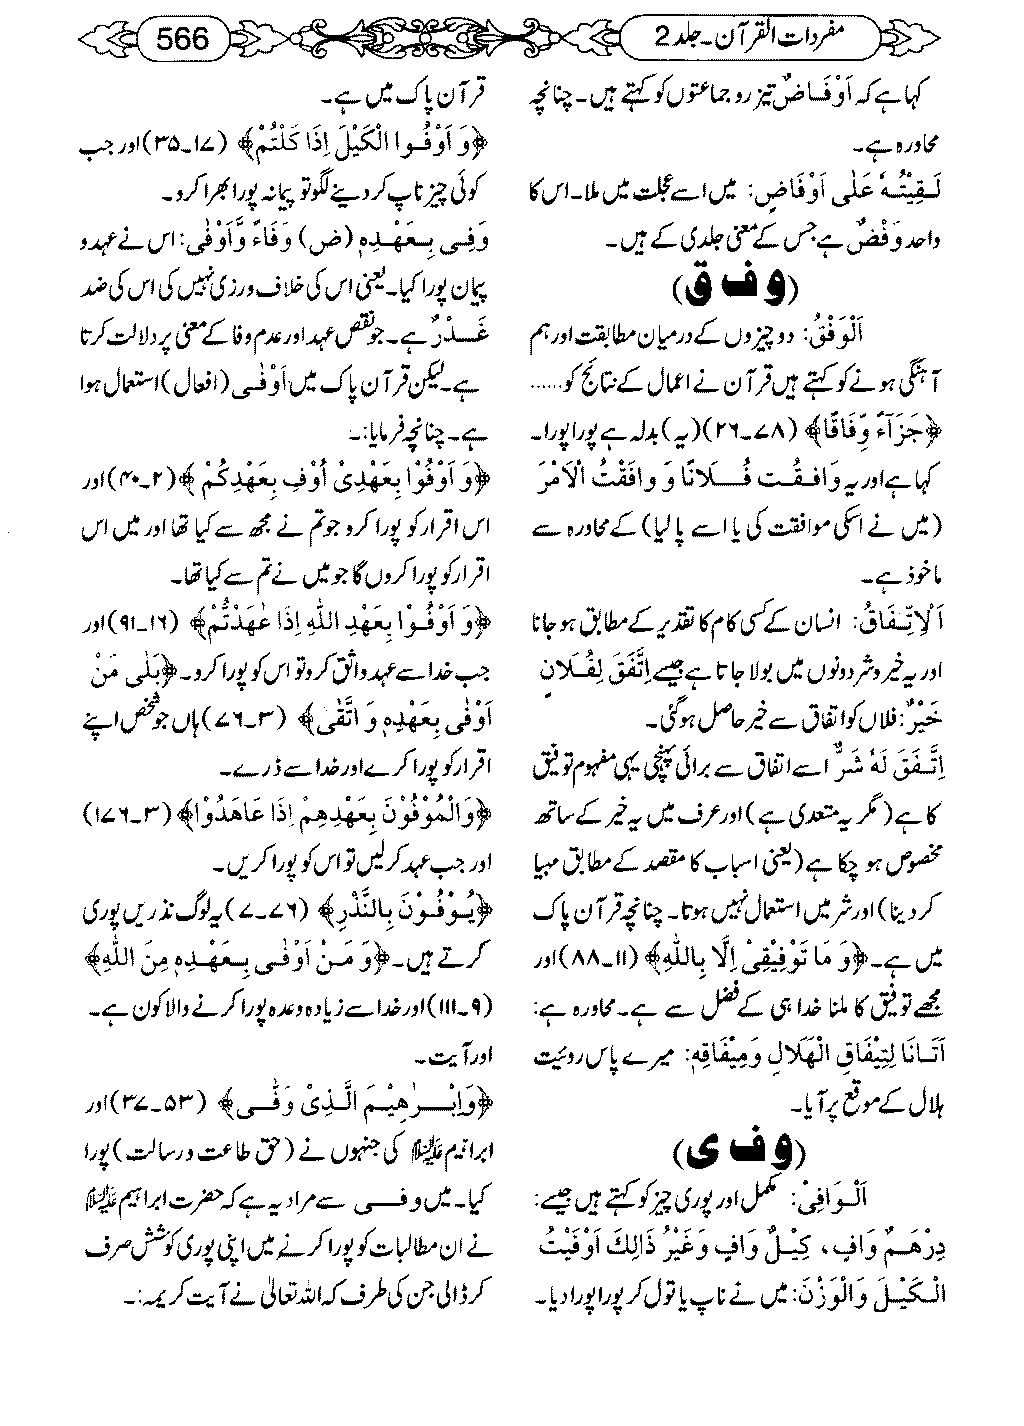 مفردات القرآن۔ جلد 2
566
کہا ہے کہ اَوْفَاضٌ تیز رو جماعتوں کو کہتے ہیں۔ چنانچہ
محاورہ ہے۔
لَقِیْتُہٗ عَلٰی اَوْفَاضٍ: میں اسے عجلت میں ملا۔ اس کا
واحد وَفْضٌ ہے جس کے معنی جلدی کے ہیں۔
(و ف ق)
اَلْوَفْقُ: دو چیزوں کے درمیان مطابقت اور ہم
آہنگی ہونے کو کہتے ہیں قرآن نے اعمال کے نتائج کو......
﴿جَزَآءً وِّفَاقًا﴾ (۷۸۔۲۶) (یہ) بدلہ ہے پورا پورا۔
کہا ہے اور یہ وَافَقْتُ فُلَانًا وَ وَافَقْتُ الْاَمْرَ
(میں نے اسکی موافقت کی یا اسے پا لیا) کے محاورہ سے
ماخوذ ہے۔
اَلْاِتِّفَاقُ: انسان کے کسی کام کا تقدیر کے مطابق ہو جانا
اور یہ خیر و شر دونوں میں بولا جاتا ہے جیسے اِتَّفَقَ لِفُلَانٍ
خَیْرٌ: فلاں کو اتفاق سے خیر حاصل ہوگئی۔
اِتَّفَقَ لَہٗ شَرٌّ اسے اتفاق سے برائی پہنچی یہی مفہوم توفیق
کا ہے (مگر یہ متعدی ہے) اور عرف میں یہ خیر کے ساتھ
مخصوص ہو چکا ہے (یعنی اسباب کا مقصد کے مطابق مہیا
کر دینا) اور شر میں استعمال نہیں ہوتا۔ چنانچہ قرآن پاک
میں ہے۔ ﴿وَ مَا تَوْفِیْقِیْ اِلَّا بِاللّٰہِ﴾ (۱۱۔۸۸) اور
مجھے توفیق کا ملنا خدا ہی کے فضل سے ہے۔ محاورہ ہے:
اَتَانَا لِتِیْفَاقِ الْھَلَالِ وَمِیْفَاقِہٖ: میرے پاس روئیت
ہلال کے موقع پر آیا۔
(و ف ی)
اَلْوَافِیْ: مکمل اور پوری چیز کو کہتے ہیں جیسے:
دِرْھَمٌ وَافٍ، کَیْلٌ وَافٍ وَغَیْرُ ذَالِکَ اَوْفَیْتُ
الْکَیْلَ وَالْوَزْنَ: میں نے ناپ یا تول کر پورا پورا دیا۔
قرآن پاک میں ہے۔
﴿وَ اَوْفُوا الْکَیْلَ اِذَا کِلْتُمْ﴾ (۱۷۔۳۵) اور جب
کوئی چیز ناپ کر دینے لگو تو پیمانہ پورا بھرا کرو۔
وَفٰی بِعَھْدِہٖ (ض) وَفَاءً وَّاَوْفٰی: اس نے عہد و
پیمان پورا کیا۔ یعنی اس کی خلاف ورزی نہیں کی اس کی ضد
غَدْرٌ ہے۔ جو نقض عہد اور عدم وفا کے معنی پر دلالت کرتا
ہے۔ لیکن قرآن پاک میں اَوْفٰی (افعال) استعمال ہوا
ہے۔ چنانچہ فرمایا:۔
﴿وَ اَوْفُوْا بِعَھْدِیْٓ اُوْفِ بِعَھْدِکُمْ﴾ (۲۔۴۰) اور
اس اقرار کو پورا کرو جو تم نے مجھ سے کیا تھا اور میں اس
اقرار کو پورا کروں گا جو میں نے تم سے کیا تھا۔
﴿وَ اَوْفُوْا بِعَھْدِ اللّٰہِ اِذَا عٰھَدْتُّمْ﴾ (۱۶۔۹۱) اور
جب خدا سے عہد واثق کرو تو اس کو پورا کرو۔ ﴿بَلٰی مَنْ
اَوْفٰی بِعَھْدِہٖ وَ اتَّقٰی﴾ (۳۔۷۶) ہاں جو شخص اپنے
اقرار کو پورا کرے اور خدا سے ڈرے۔
﴿وَالْمُوْفُوْنَ بِعَھْدِھِمْ اِذَا عَاھَدُوْا﴾ (۳۔۱۷۶)
اور جب عہد کر لیں تو اس کو پورا کریں۔
﴿یُوْفُوْنَ بِالنَّذْرِ﴾ (۷۶۔۷) یہ لوگ نذریں پوری
کرتے ہیں۔ ﴿وَ مَنْ اَوْفٰی بِعَھْدِہٖ مِنَ اللّٰہِ﴾
(۹۔۱۱۱) اور خدا سے زیادہ وعدہ پورا کرنے والا کون ہے۔
اور آیت۔
﴿وَاِبْرٰھِیْمَ الَّذِیْ وَفّٰی﴾ (۵۳۔۳۷) اور
ابراہیم علیہ السلام کی جنہوں نے (حق طاعت و رسالت) پورا
کیا۔ میں وفی سے مراد یہ ہے کہ حضرت ابراہیم علیہ السلام
نے ان مطالبات کو پورا کرنے میں اپنی پوری کوشش صرف
کر ڈالی جن کی طرف کہ اللہ تعالیٰ نے آیت کریمہ:۔